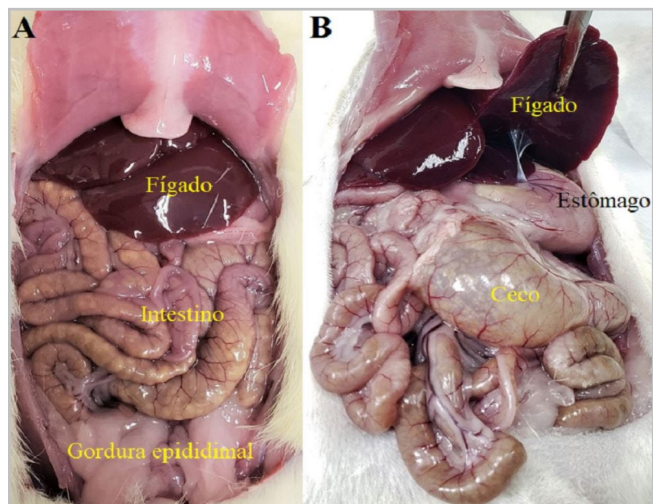 A
Fígado
Intestino
Gordura epididimal
B
Fígado
Estômago
Ceco